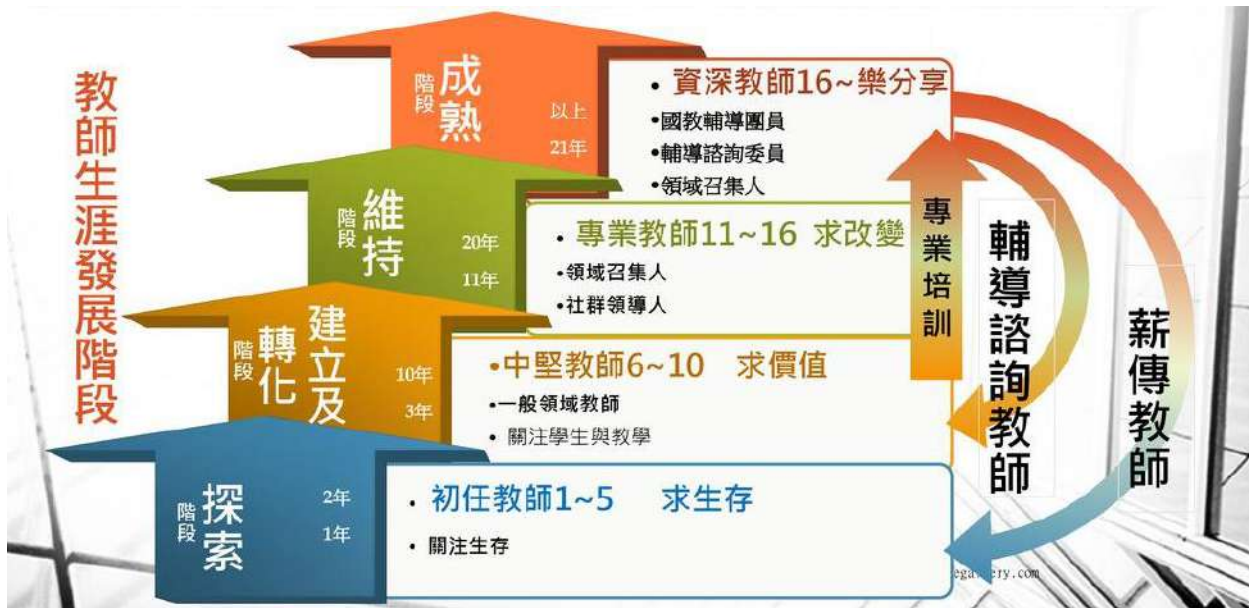 教師生涯發展階段
成熟
階段
以上
21年
• 資深教師16~樂分享
•國教輔導團員
•輔導諮詢委員
•領域召集人
維持
階段
20年
11年
• 專業教師11~16 求改變
•領域召集人
•社群領導人
建立及
轉化
階段
10年
3年
•中堅教師6~10 求價值
•一般領域教師
• 關注學生與教學
探索
階段
2年
1年
• 初任教師1~5 求生存
• 關注生存
專業培訓
輔導諮詢教師
薪傳教師